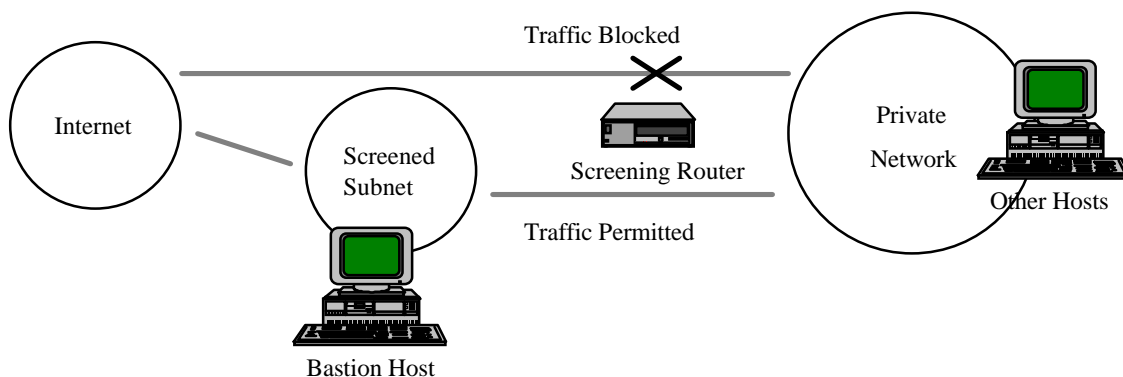 Traffic Blocked
Internet
Screened
Subnet
Screening Router
Private
Network
Other Hosts
Traffic Permitted
Bastion Host